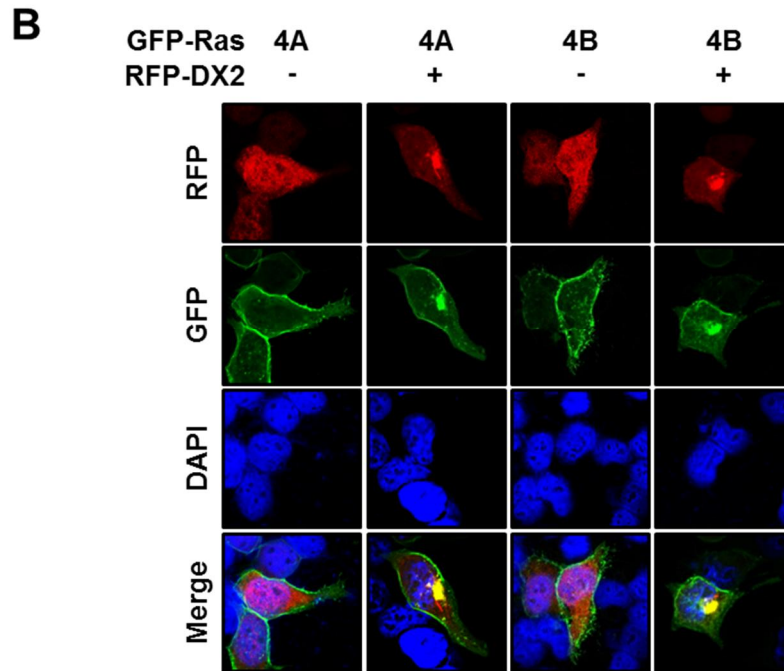 B
GFP-Ras 4A 4A 4B 4B
RFP-DX2 - + - +
RFP
GFP
DAPI
Merge